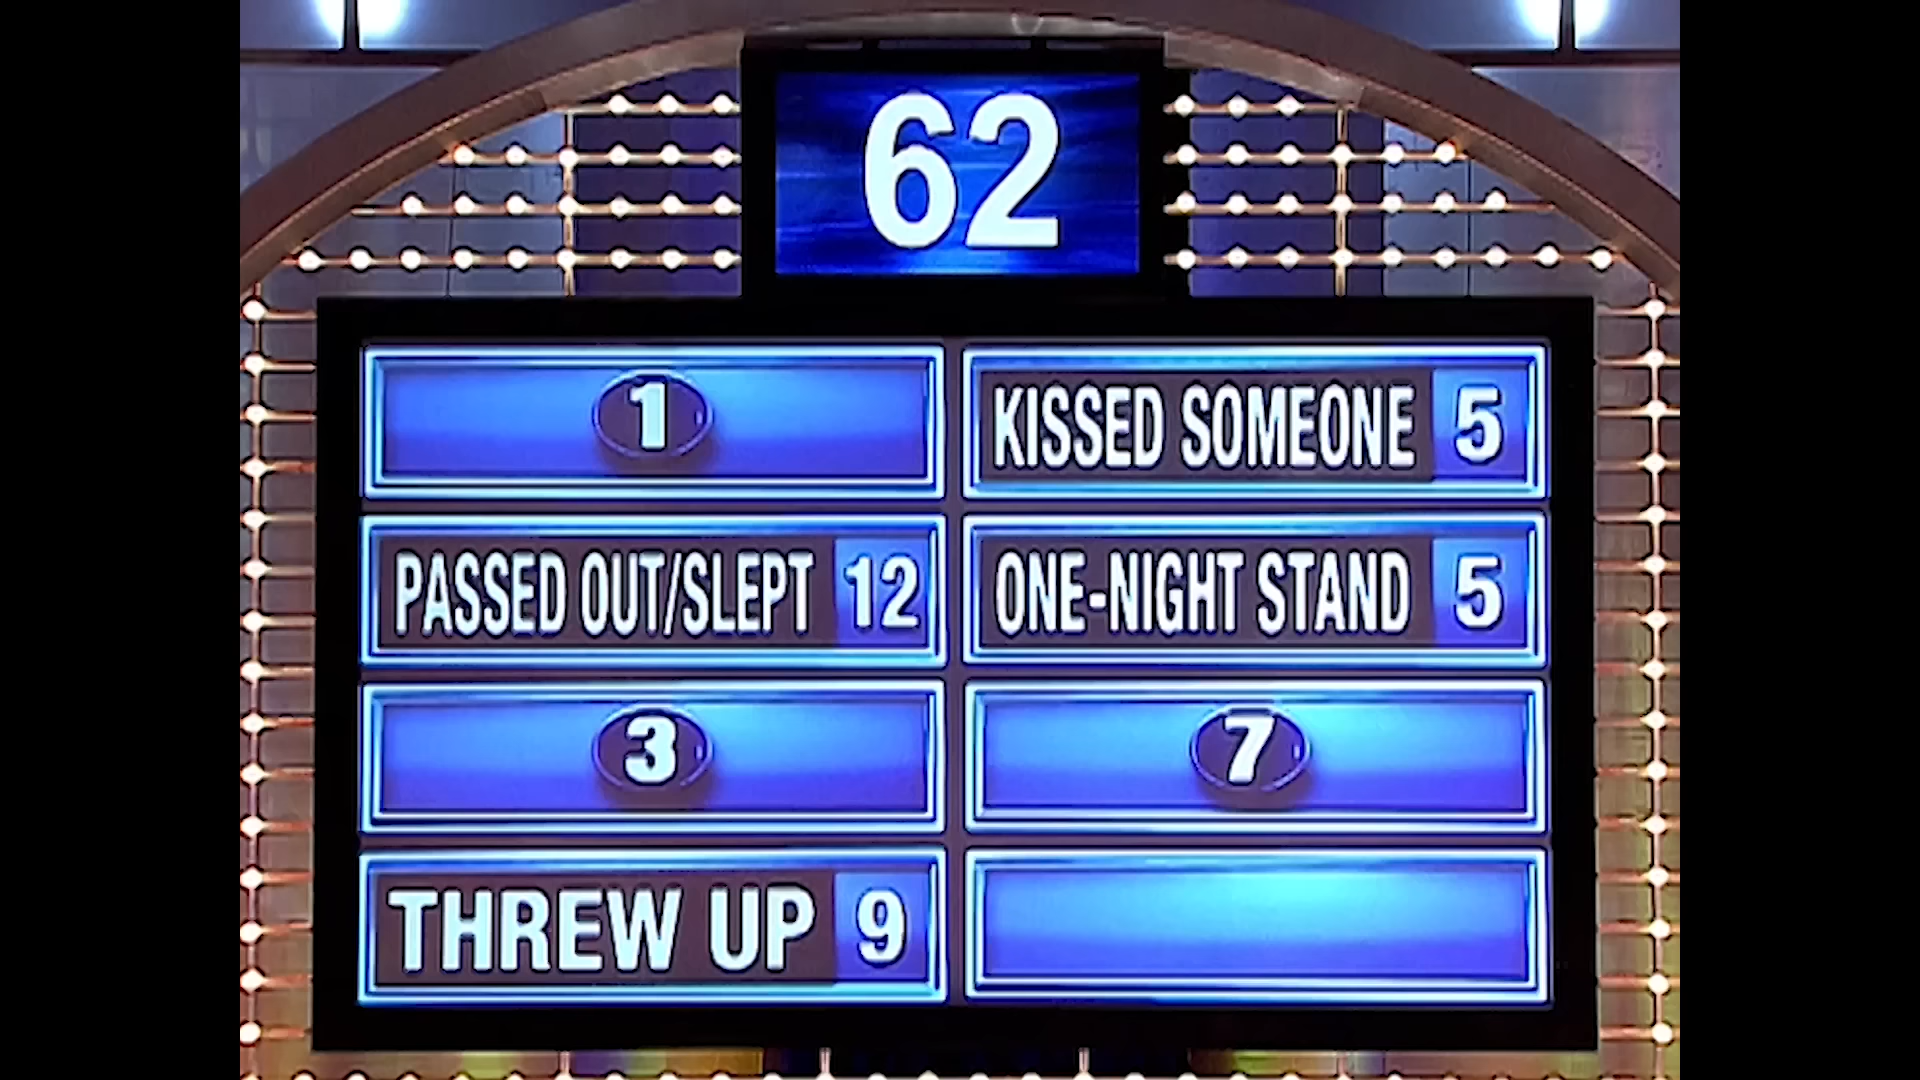 62
1
KISSED SOMEONE 5
PASSED OUT/SLEPT 12
ONE-NIGHT STAND 5
3
7
THREW UP 9